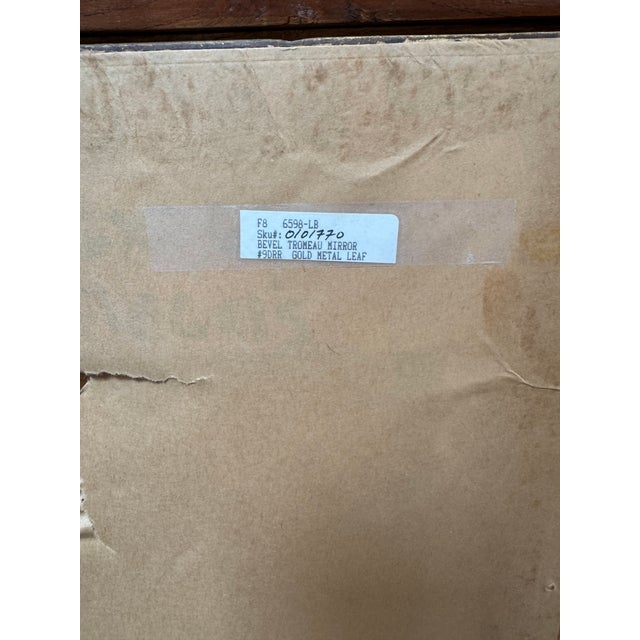 F8 6598-LB
Sku#: 0101770
BEVEL TROMEAU MIRROR
#9DRR GOLD METAL LEAF